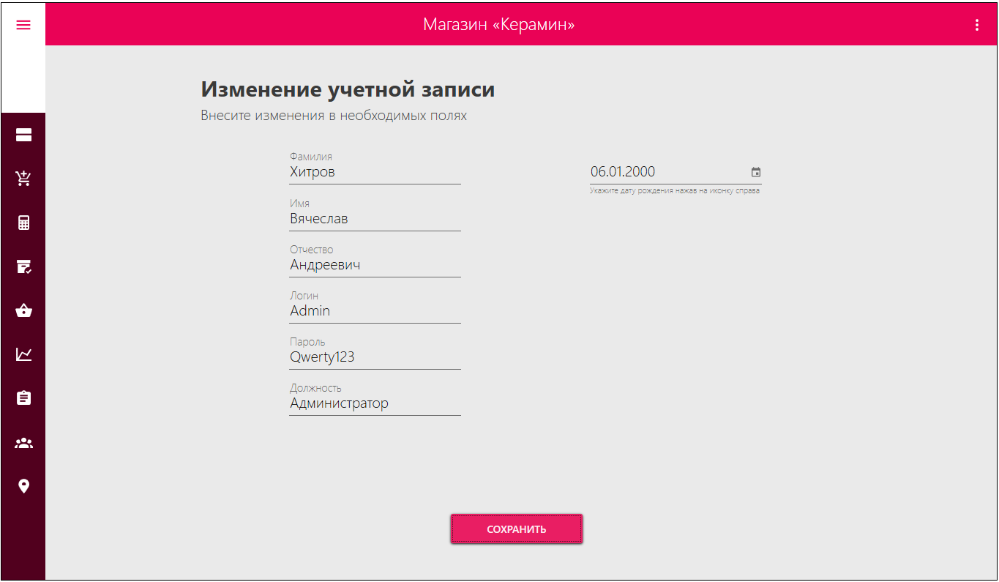 Магазин «Керамин»
Изменение учетной записи
Внесите изменения в необходимых полях
Фамилия
Хитров
06.01.2000
Укажите дату рождения нажав на иконку справа
Имя
Вячеслав
Отчество
Андреевич
Логин
Admin
Пароль
Qwerty123
Должность
Администратор
СОХРАНИТЬ